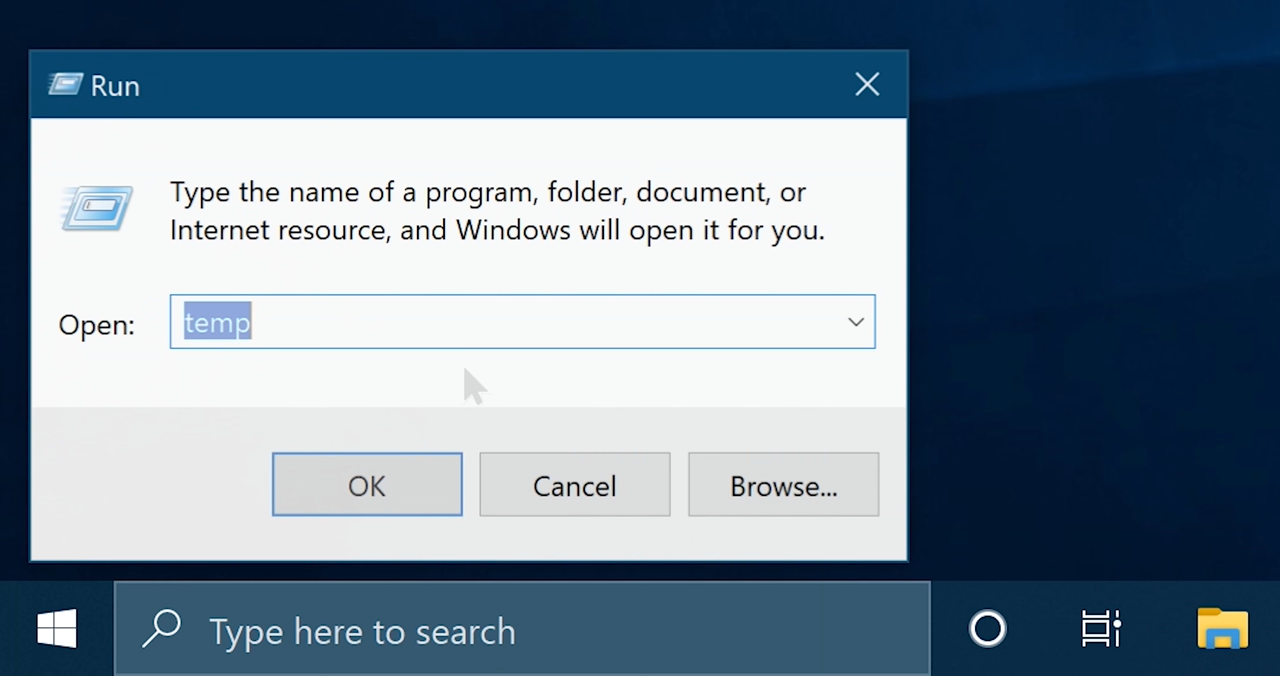 Run
Type the name of a program, folder, document, or
Internet resource, and Windows will open it for you.
Open:
temp
OK
Cancel
Browse...
Type here to search